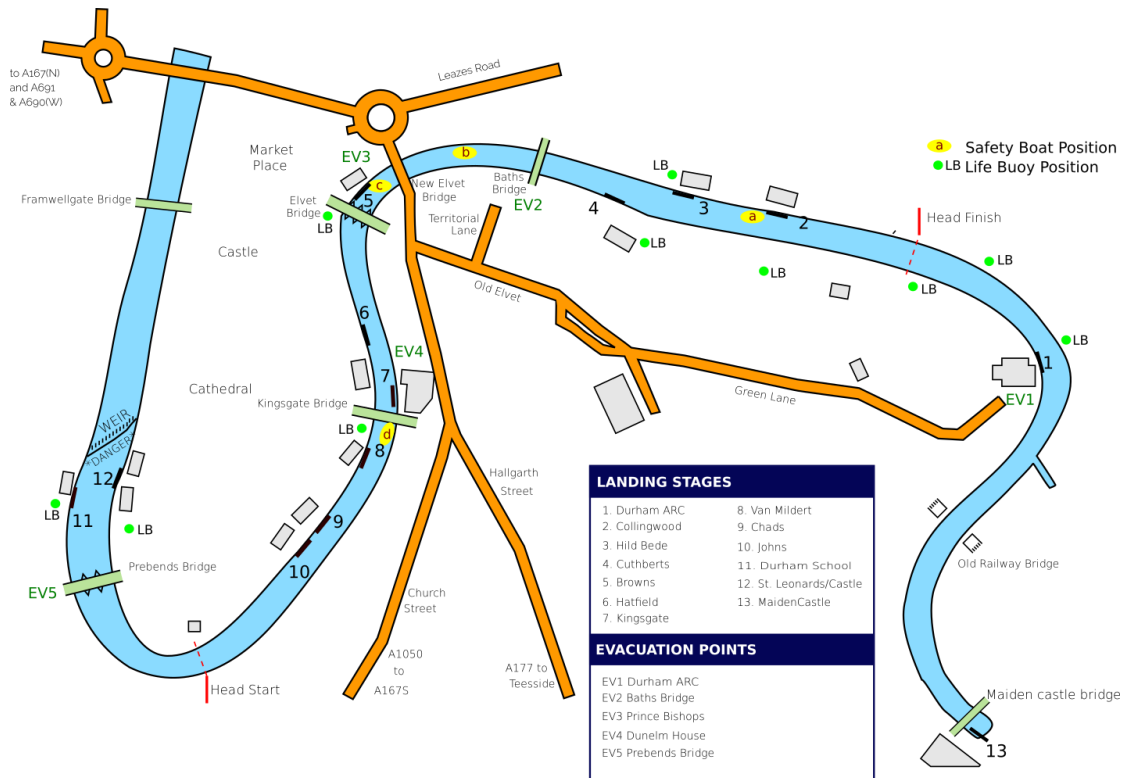 to A167(N)
and A691
& A690(W)
Leazes Road
Market
Place
EV3
b
c
5
New Elvet
Bridge
Elvet
Bridge
LB
Baths
Bridge
EV2
Territorial
Lane
Framwellgate Bridge
Castle
Old Elvet
LB
4
3
a
2
LB
LB
a
Safety Boat Position
LB
Life Buoy Position
Head Finish
LB
LB
LB
1
EV1
Green Lane
6
EV4
7
Cathedral
Kingsgate Bridge
LB
d
8
WEIR
*DANGER*
12
LB
11
LB
9
10
Hallgarth
Street
Prebends Bridge
EV5
Church
Street
Head Start
A1050
to
A167S
A177 to
Teesside
Old Railway Bridge
Maiden castle bridge
13
LANDING STAGES
1. Durham ARC
2. Collingwood
3. Hild Bede
4. Cuthberts
5. Browns
6. Hatfield
7. Kingsgate
8. Van Mildert
9. Chads
10. Johns
11. Durham School
12. St. Leonards/Castle
13. MaidenCastle
EVACUATION POINTS
EV1 Durham ARC
EV2 Baths Bridge
EV3 Prince Bishops
EV4 Dunelm House
EV5 Prebends Bridge